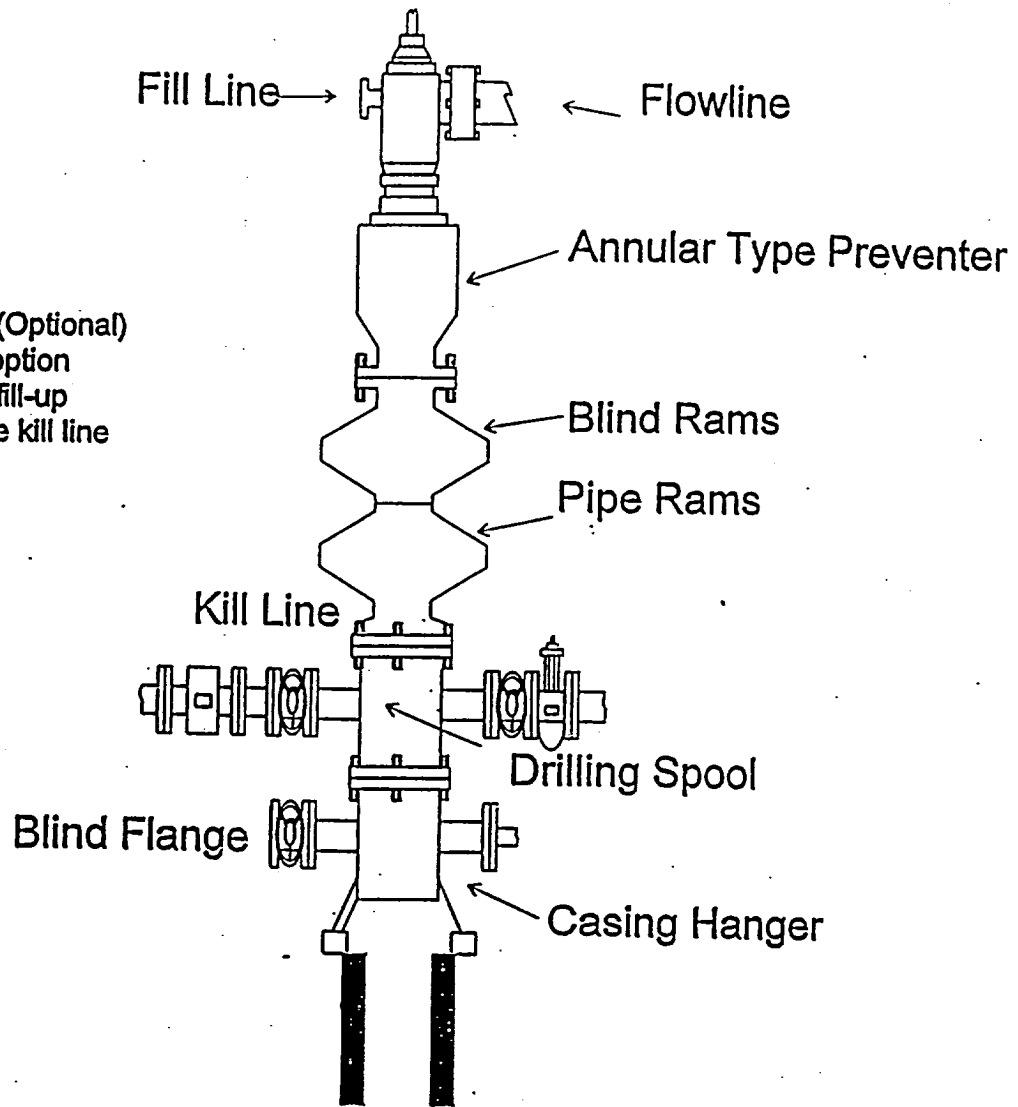 Fill Line
Flowline
Annular Type Preventer
(Optional)
option
fill-up
kill line
Blind Rams
Pipe Rams
Kill Line
Drilling Spool
Blind Flange
Casing Hanger